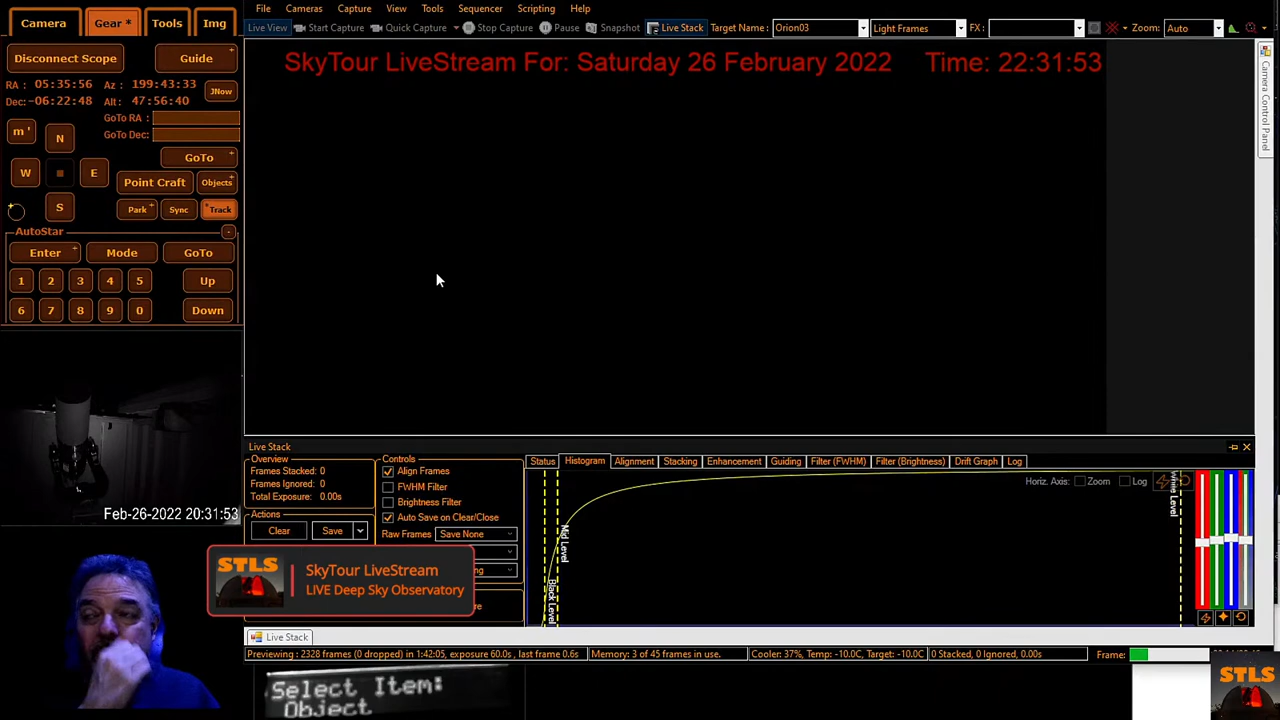 Camera Gear * Tools Img
File Cameras Capture View Tools Sequencer Scripting Help
Live View Start Capture Quick Capture Stop Capture Pause Snapshot Live Stack Target Name : Orion03 Light Frames FX : Zoom: Auto
SkyTour LiveStream For: Saturday 26 February 2022 Time: 22:31:53
Camera Control Panel
Disconnect Scope Guide
RA : 05:35:56 Az : 199:43:33
Dec:-06:22:48 Alt : 47:56:40
JNow
GoTo RA :
GoTo Dec:
m ' N
GoTo
W E
Point Craft Objects
S
Park Sync Track
AutoStar
Enter Mode GoTo
1 2 3 4 5 Up
6 7 8 9 0 Down
Feb-26-2022 20:31:53
Live Stack
Overview
Frames Stacked: 0
Frames Ignored: 0
Total Exposure: 0.00s
Actions
Clear Save
Controls
Align Frames
FWHM Filter
Brightness Filter
Auto Save on Clear/Close
Raw Frames Save None
Status Histogram Alignment Stacking Enhancement Guiding Filter (FWHM) Filter (Brightness) Drift Graph Log
Horiz. Axis: Zoom Log
White Level
Mid Level
Black Level
STLS
SkyTour LiveStream
LIVE Deep Sky Observatory
Live Stack
Previewing : 2328 frames (0 dropped) in 1:42:05, exposure 60.0s , last frame 0.6s Memory: 3 of 45 frames in use. Cooler: 37%, Temp: -10.0C, Target: -10.0C 0 Stacked, 0 Ignored, 0.00s Frame:
Select Item:
Object
STLS